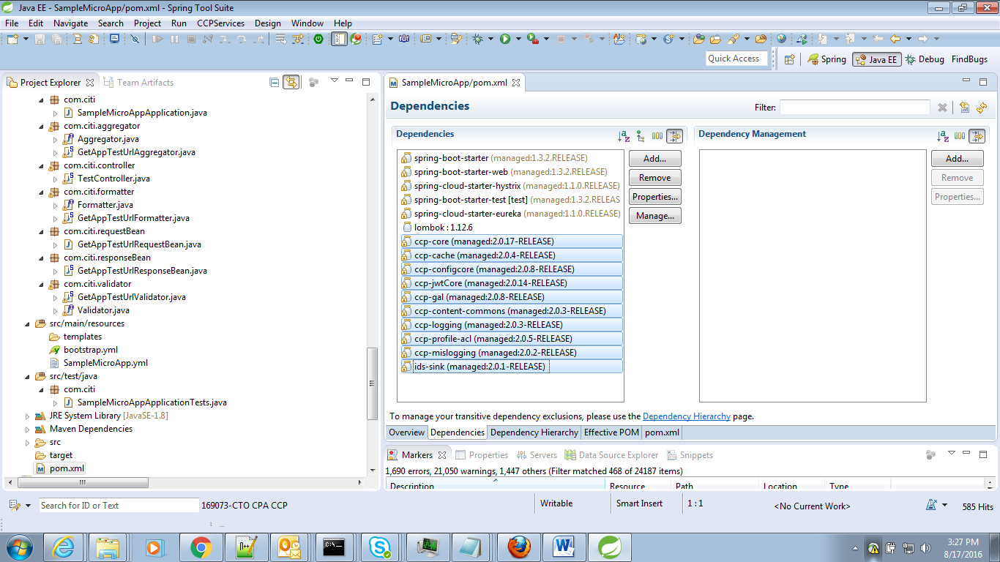 Java EE - SampleMicroApp/pom.xml - Spring Tool Suite
File Edit Navigate Search Project Run CCPServices Design Window Help
Quick Access
Spring Java EE Debug FindBugs
Project Explorer Team Artifacts
com.citi
SampleMicroAppApplication.java
com.citi.aggregator
Aggregator.java
GetAppTestUrlAggregator.java
com.citi.controller
TestController.java
com.citi.formatter
Formatter.java
GetAppTestUrlFormatter.java
com.citi.requestBean
GetAppTestUrlRequestBean.java
com.citi.responseBean
GetAppTestUrlResponseBean.java
com.citi.validator
GetAppTestUrlValidator.java
Validator.java
src/main/resources
templates
bootstrap.yml
SampleMicroApp.yml
src/test/java
com.citi
SampleMicroAppApplicationTests.java
JRE System Library [JavaSE-1.8]
Maven Dependencies
src
target
pom.xml
SampleMicroApp/pom.xml
Dependencies
Filter:
Dependencies
spring-boot-starter (managed:1.3.2.RELEASE)
spring-boot-starter-web (managed:1.3.2.RELEASE)
spring-cloud-starter-hystrix (managed:1.1.0.RELEASE)
spring-boot-starter-test [test] (managed:1.3.2.RELEAS
spring-cloud-starter-eureka (managed:1.1.0.RELEASE)
lombok : 1.12.6
ccp-core (managed:2.0.17-RELEASE)
ccp-cache (managed:2.0.4-RELEASE)
ccp-configcore (managed:2.0.8-RELEASE)
ccp-jwtCore (managed:2.0.14-RELEASE)
ccp-gal (managed:2.0.8-RELEASE)
ccp-content-commons (managed:2.0.3-RELEASE)
ccp-logging (managed:2.0.3-RELEASE)
ccp-profile-acl (managed:2.0.5-RELEASE)
ccp-mislogging (managed:2.0.2-RELEASE)
ids-sink (managed:2.0.1-RELEASE)
Add...
Remove
Properties...
Manage...
Dependency Management
Add...
Remove
Properties...
To manage your transitive dependency exclusions, please use the Dependency Hierarchy page.
Overview Dependencies Dependency Hierarchy Effective POM pom.xml
Markers Properties Servers Data Source Explorer Snippets
1,690 errors, 21,050 warnings, 1,447 others (Filter matched 468 of 24187 items)
Description Resource Path Location Type
Search for ID or Text 169073-CTO CPA CCP Writable Smart Insert 1 : 1 <No Current Work> 585 Hits
3:27 PM
8/17/2016